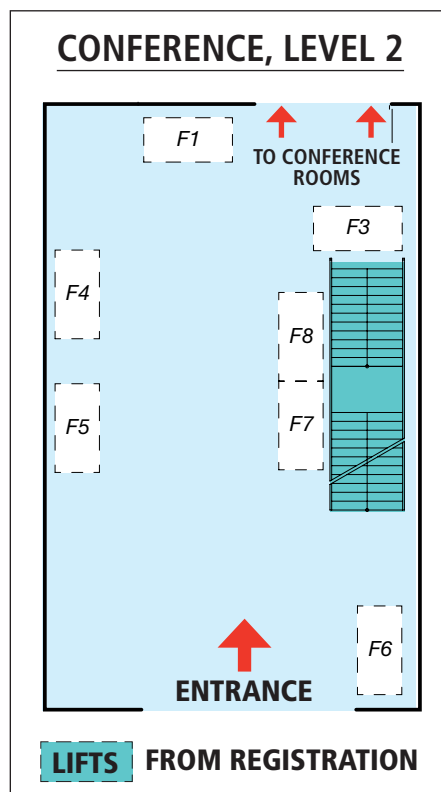 CONFERENCE, LEVEL 2
F1
TO CONFERENCE
ROOMS
F3
F4
F8
F5
F7
F6
ENTRANCE
LIFTS FROM REGISTRATION